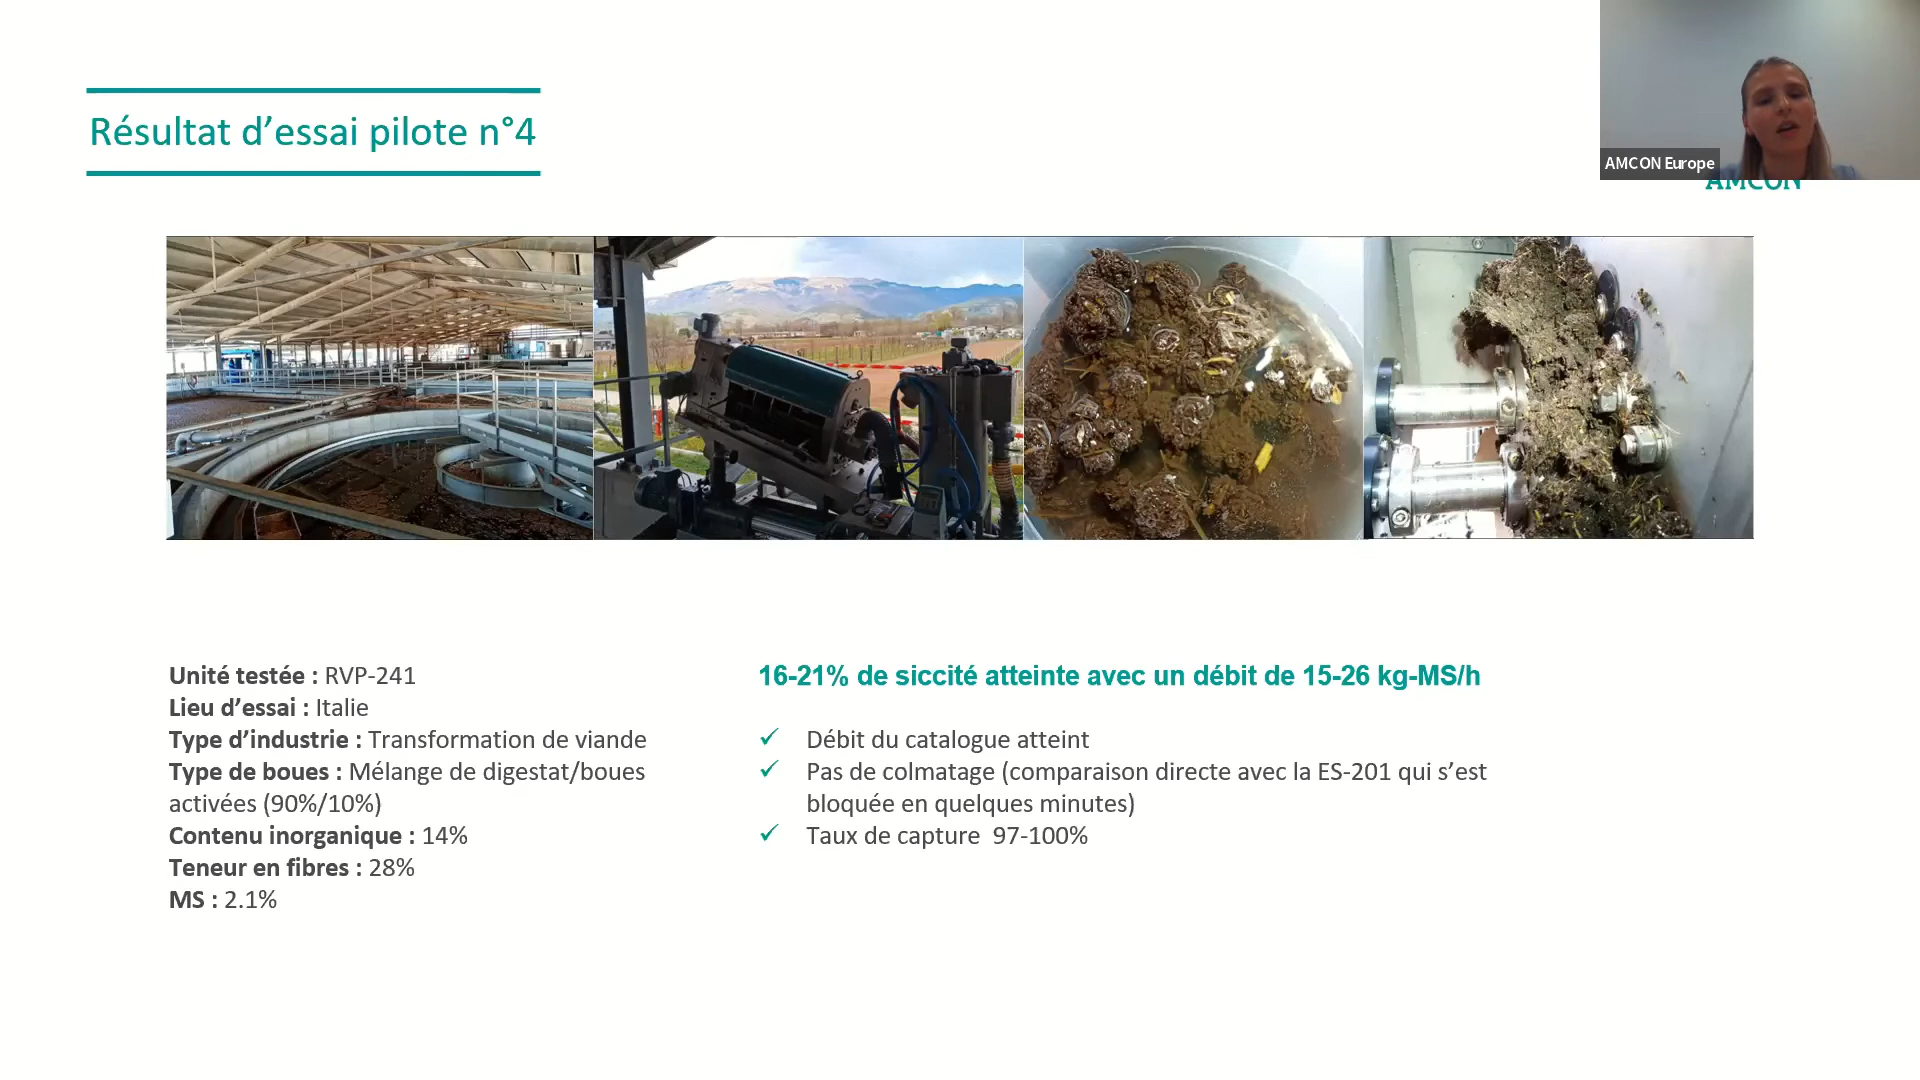 Résultat d’essai pilote n°4
AMCON Europe
AMCON
Unité testée : RVP-241
Lieu d’essai : Italie
Type d’industrie : Transformation de viande
Type de boues : Mélange de digestat/boues
activées (90%/10%)
Contenu inorganique : 14%
Teneur en fibres : 28%
MS : 2.1%
16-21% de siccité atteinte avec un débit de 15-26 kg-MS/h
✓ Débit du catalogue atteint
✓ Pas de colmatage (comparaison directe avec la ES-201 qui s’est
bloquée en quelques minutes)
✓ Taux de capture 97-100%